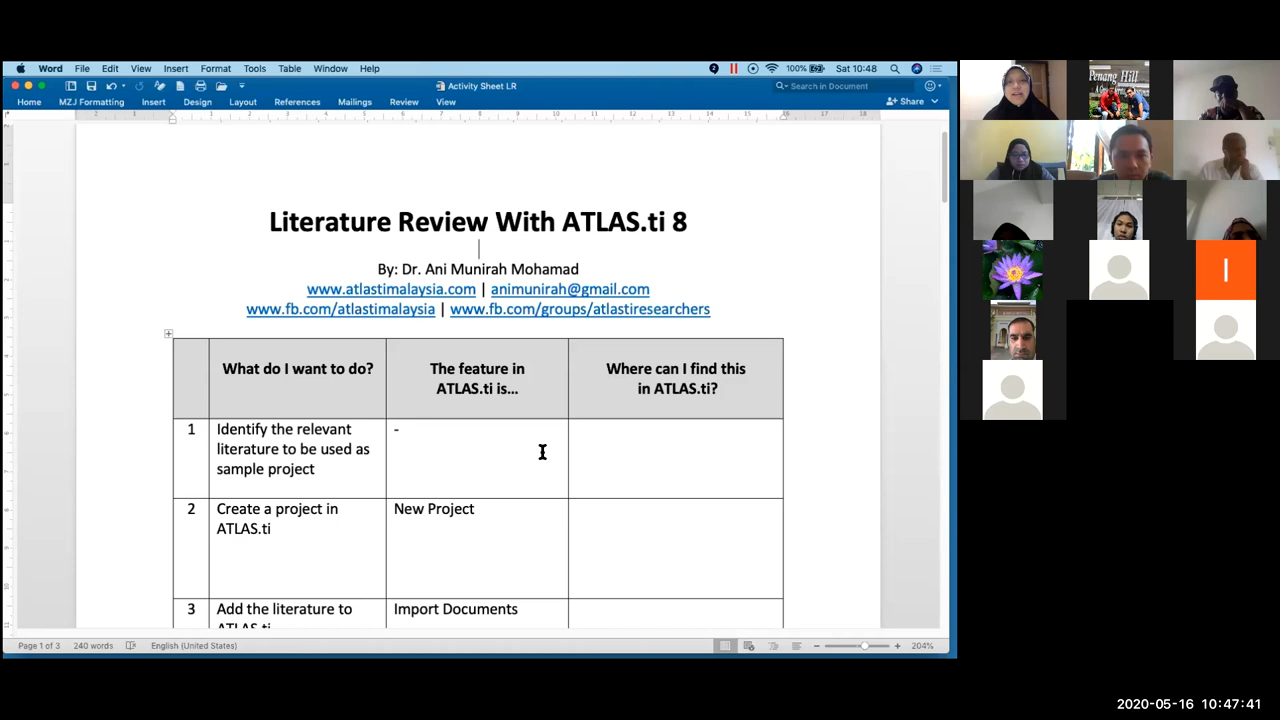 Word File Edit View Insert Format Tools Table Window Help 100% Sat 10:48
Activity Sheet LR
Search in Document
Home MZJ Formatting Insert Design Layout References Mailings Review View Share
Literature Review With ATLAS.ti 8
By: Dr. Ani Munirah Mohamad
www.atlastimalaysia.com | animunirah@gmail.com
www.fb.com/atlastimalaysia | www.fb.com/groups/atlastiresearchers
What do I want to do?
The feature in
ATLAS.ti is...
Where can I find this
in ATLAS.ti?
1
Identify the relevant
literature to be used as
sample project
-
2
Create a project in
ATLAS.ti
New Project
3
Add the literature to
ATLAS.ti
Import Documents
Page 1 of 3 240 words English (United States) 204%
Penang Hill
I
2020-05-16 10:47:41